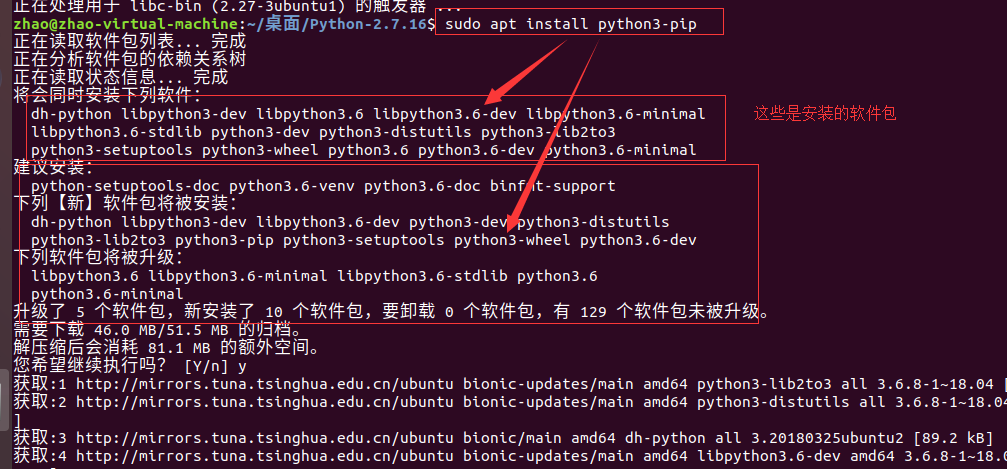 正在处理用于 libc-bin (2.27-3ubuntu1) 的触发器 ...
zhao@zhao-virtual-machine:~/桌面/Python-2.7.16$ sudo apt install python3-pip
正在读取软件包列表... 完成
正在分析软件包的依赖关系树
正在读取状态信息... 完成
将会同时安装下列软件：
dh-python libpython3-dev libpython3.6 libpython3.6-dev libpython3.6-minimal
libpython3.6-stdlib python3-dev python3-distutils python3-lib2to3
python3-setuptools python3-wheel python3.6 python3.6-dev python3.6-minimal
这些是安装的软件包
建议安装：
python-setuptools-doc python3.6-venv python3.6-doc binfmt-support
下列【新】软件包将被安装：
dh-python libpython3-dev libpython3.6-dev python3-dev python3-distutils
python3-lib2to3 python3-pip python3-setuptools python3-wheel python3.6-dev
下列软件包将被升级：
libpython3.6 libpython3.6-minimal libpython3.6-stdlib python3.6
python3.6-minimal
升级了 5 个软件包，新安装了 10 个软件包，要卸载 0 个软件包，有 129 个软件包未被升级。
需要下载 46.0 MB/51.5 MB 的归档。
解压缩后会消耗 81.1 MB 的额外空间。
您希望继续执行吗？ [Y/n] y
获取:1 http://mirrors.tuna.tsinghua.edu.cn/ubuntu bionic-updates/main amd64 python3-lib2to3 all 3.6.8-1~18.04 [
获取:2 http://mirrors.tuna.tsinghua.edu.cn/ubuntu bionic-updates/main amd64 python3-distutils all 3.6.8-1~18.04
]
获取:3 http://mirrors.tuna.tsinghua.edu.cn/ubuntu bionic/main amd64 dh-python all 3.20180325ubuntu2 [89.2 kB]
获取:4 http://mirrors.tuna.tsinghua.edu.cn/ubuntu bionic-updates/main amd64 libpython3.6-dev amd64 3.6.8-1~18.0